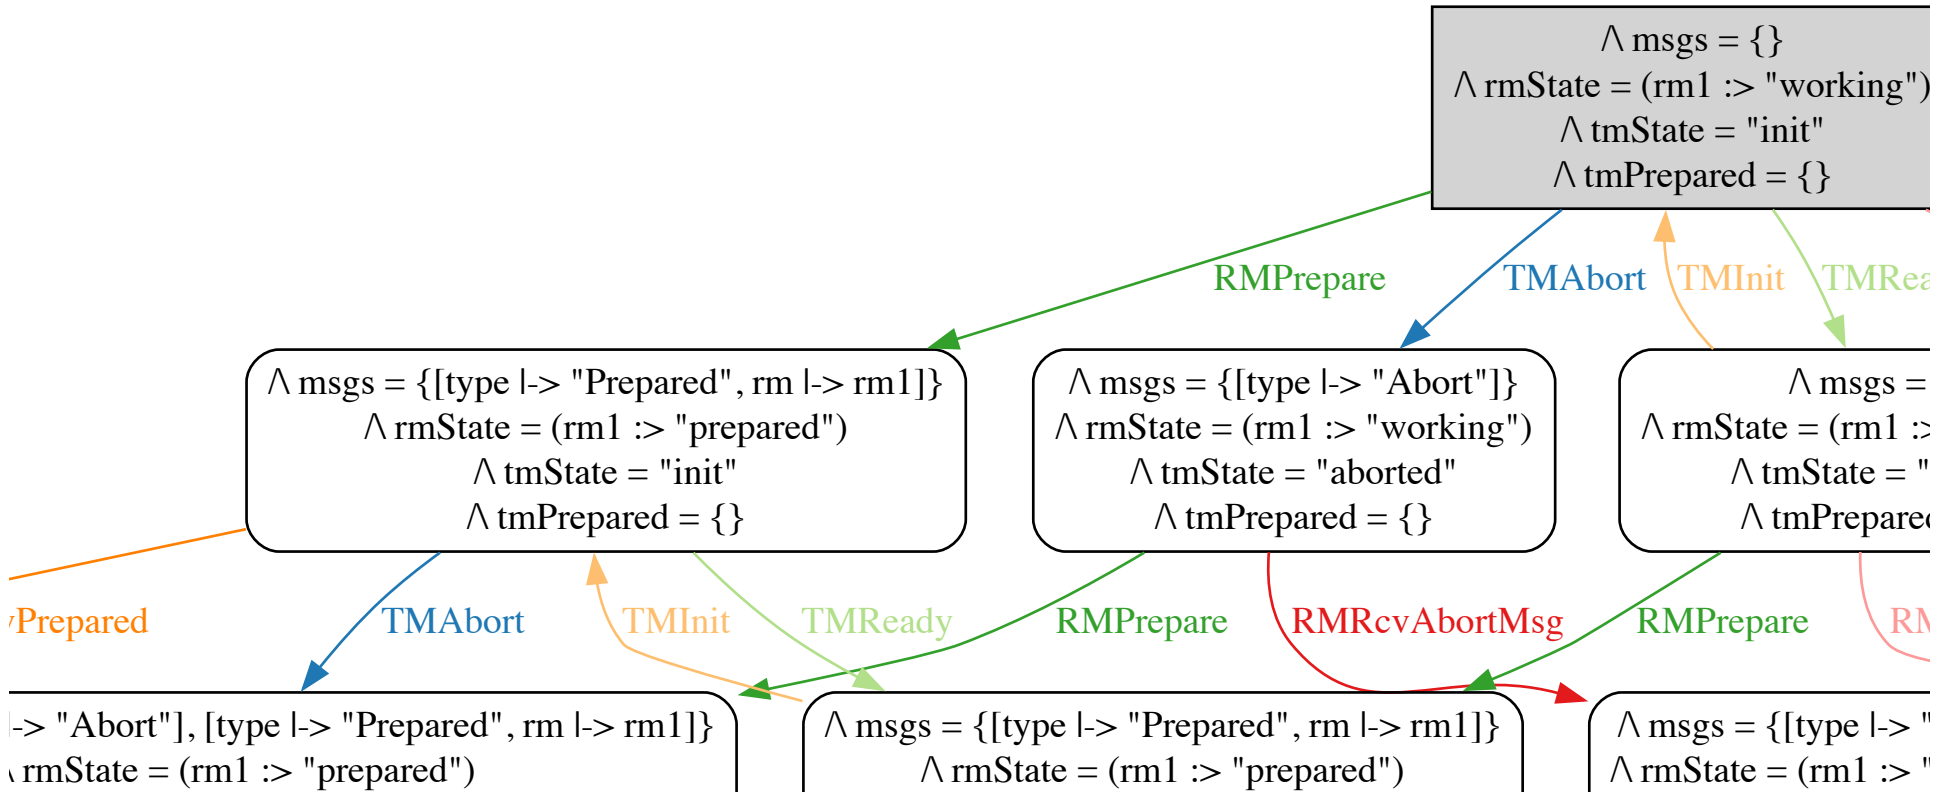 /\ msgs = {}
/\ rmState = (rm1 :> "working")
/\ tmState = "init"
/\ tmPrepared = {}
RMPrepare
TMAbort
TMInit
/\ msgs = {[type |-> "Prepared", rm |-> rm1]}
/\ rmState = (rm1 :> "prepared")
/\ tmState = "init"
/\ tmPrepared = {}
/\ msgs = {[type |-> "Abort"]}
/\ rmState = (rm1 :> "working")
/\ tmState = "aborted"
/\ tmPrepared = {}
/\ msgs =
/\ rmState = (rm1 :>
/\ tmState = "
/\
TMAbort
TMInit
TMReady
RMPrepare
RMRcvAbortMsg
RMPrepare
-> "Abort"], [type |-> "Prepared", rm |-> rm1]}
rmState = (rm1 :> "prepared")
/\ msgs = {[type |-> "Prepared", rm |-> rm1]}
/\ rmState = (rm1 :> "prepared")
/\ msgs = {[type |-> "
/\ rmState = (rm1 :> "